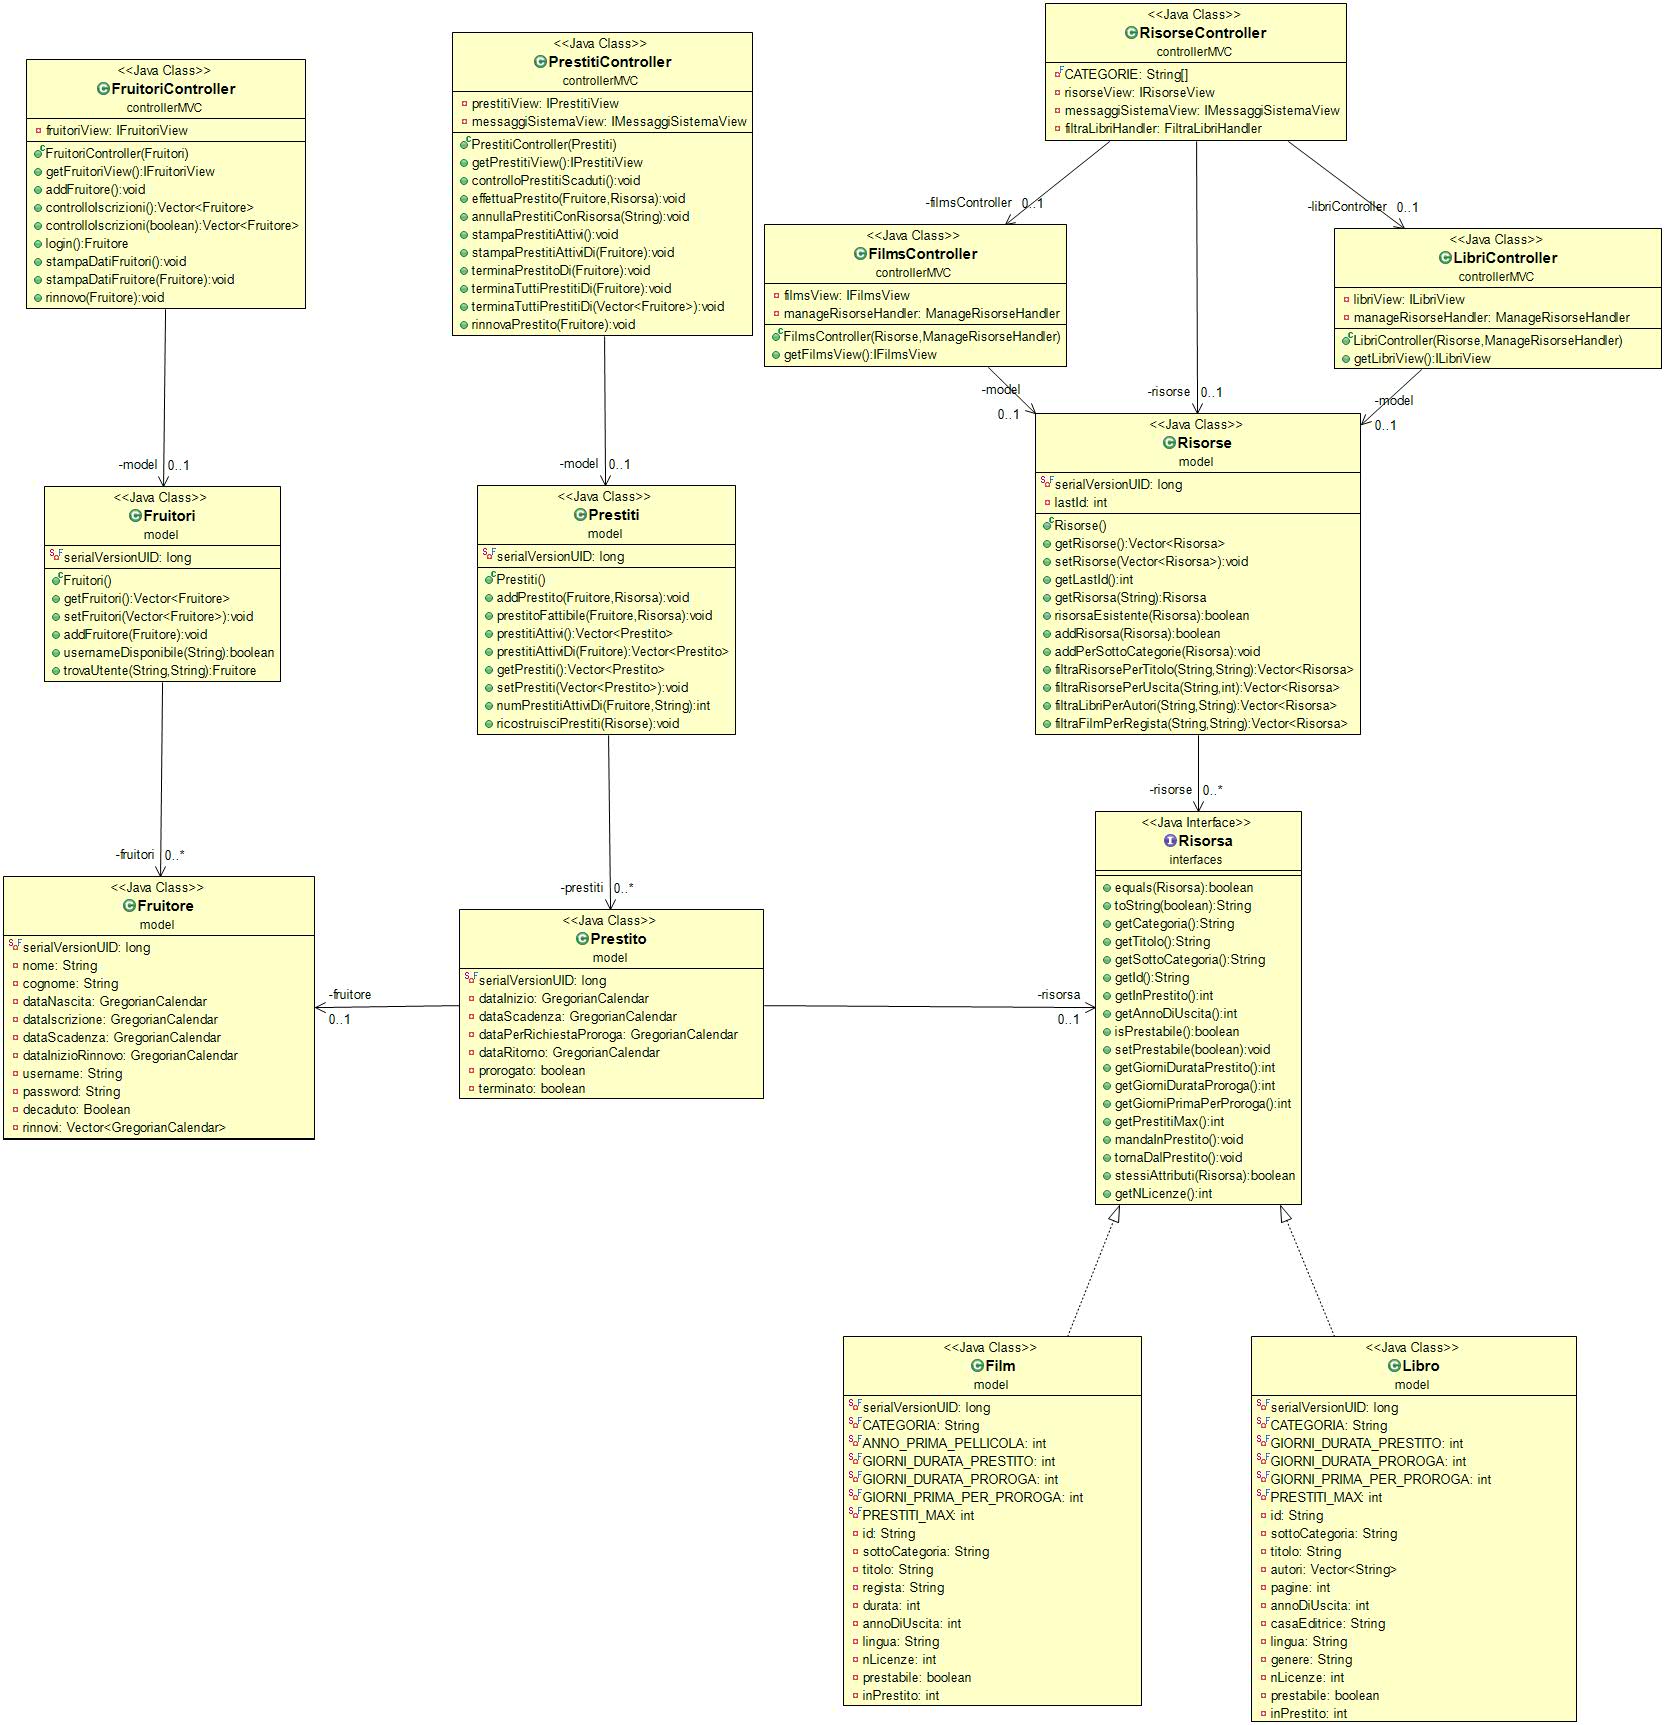 <<Java Class>>
FruitoriController
controllerMVC
fruitoriView: IFruitoriView
FruitoriController(Fruitori)
getFruitoriView():IFruitoriView
addFruitore():void
controlloIscrizioni():Vector<Fruitore>
controlloIscrizioni(boolean):Vector<Fruitore>
login():Fruitore
stampaDatiFruitori():void
stampaDatiFruitore(Fruitore):void
rinnovo(Fruitore):void
<<Java Class>>
PrestitiController
controllerMVC
prestitiView: IPrestitiView
messaggiSistemaView: IMessaggiSistemaView
PrestitiController(Prestiti)
getPrestitiView():IPrestitiView
controlloPrestitiScaduti():void
effettuaPrestito(Fruitore,Risorsa):void
annullaPrestitiConRisorsa(String):void
stampaPrestitiAttivi():void
stampaPrestitiAttiviDi(Fruitore):void
terminaPrestitoDi(Fruitore):void
terminaTuttiPrestitiDi(Fruitore):void
terminaTuttiPrestitiDi(Vector<Fruitore>):void
rinnovaPrestito(Fruitore):void
<<Java Class>>
RisorseController
controllerMVC
CATEGORIE: String[]
risorseView: IRisorseView
messaggiSistemaView: IMessaggiSistemaView
filtraLibriHandler: FiltraLibriHandler
-filmsController 0..1
-libriController 0..1
<<Java Class>>
FilmsController
controllerMVC
filmsView: IFilmsView
manageRisorseHandler: ManageRisorseHandler
FilmsController(Risorse,ManageRisorseHandler)
getFilmsView():IFilmsView
<<Java Class>>
LibriController
controllerMVC
libriView: ILibriView
manageRisorseHandler: ManageRisorseHandler
LibriController(Risorse,ManageRisorseHandler)
getLibriView():ILibriView
-model
0..1
-risorse 0..1
-model
0..1
-model 0..1
-model 0..1
<<Java Class>>
Fruitori
model
serialVersionUID: long
Fruitori()
getFruitori():Vector<Fruitore>
setFruitori(Vector<Fruitore>):void
addFruitore(Fruitore):void
usernameDisponibile(String):boolean
trovaUtente(String,String):Fruitore
<<Java Class>>
Prestiti
model
serialVersionUID: long
Prestiti()
addPrestito(Fruitore,Risorsa):void
prestitoFattibile(Fruitore,Risorsa):void
prestitiAttivi():Vector<Prestito>
prestitiAttiviDi(Fruitore):Vector<Prestito>
getPrestiti():Vector<Prestito>
setPrestiti(Vector<Prestito>):void
numPrestitiAttiviDi(Fruitore,String):int
ricostruisciPrestiti(Risorse):void
<<Java Class>>
Risorse
model
serialVersionUID: long
lastId: int
Risorse()
getRisorse():Vector<Risorsa>
setRisorse(Vector<Risorsa>):void
getLastId():int
getRisorsa(String):Risorsa
risorsaEsistente(Risorsa):boolean
addRisorsa(Risorsa):boolean
addPerSottoCategorie(Risorsa):void
filtraRisorsePerTitolo(String,String):Vector<Risorsa>
filtraRisorsePerUscita(String,int):Vector<Risorsa>
filtraLibriPerAutori(String,String):Vector<Risorsa>
filtraFilmPerRegista(String,String):Vector<Risorsa>
-fruitori 0..*
-prestiti 0..*
-risorse 0..*
<<Java Class>>
Fruitore
model
serialVersionUID: long
nome: String
cognome: String
dataNascita: GregorianCalendar
dataIscrizione: GregorianCalendar
dataScadenza: GregorianCalendar
dataInizioRinnovo: GregorianCalendar
username: String
password: String
decaduto: Boolean
rinnovi: Vector<GregorianCalendar>
-fruitore
0..1
<<Java Class>>
Prestito
model
serialVersionUID: long
dataInizio: GregorianCalendar
dataScadenza: GregorianCalendar
dataPerRichiestaProroga: GregorianCalendar
dataRitorno: GregorianCalendar
prorogato: boolean
terminato: boolean
-risorsa
0..1
<<Java Interface>>
Risorsa
interfaces
equals(Risorsa):boolean
toString(boolean):String
getCategoria():String
getTitolo():String
getSottoCategoria():String
getId():String
getInPrestito():int
getAnnoDiUscita():int
isPrestabile():boolean
setPrestabile(boolean):void
getGiorniDurataPrestito():int
getGiorniDurataProroga():int
getGiorniPrimaPerProroga():int
getPrestitiMax():int
mandaInPrestito():void
tornaDalPrestito():void
stessiAttributi(Risorsa):boolean
getNLicenze():int
<<Java Class>>
Film
model
serialVersionUID: long
CATEGORIA: String
ANNO_PRIMA_PELLICOLA: int
GIORNI_DURATA_PRESTITO: int
GIORNI_DURATA_PROROGA: int
GIORNI_PRIMA_PER_PROROGA: int
PRESTITI_MAX: int
id: String
sottoCategoria: String
titolo: String
regista: String
durata: int
annoDiUscita: int
lingua: String
nLicenze: int
prestabile: boolean
inPrestito: int
<<Java Class>>
Libro
model
serialVersionUID: long
CATEGORIA: String
GIORNI_DURATA_PRESTITO: int
GIORNI_DURATA_PROROGA: int
GIORNI_PRIMA_PER_PROROGA: int
PRESTITI_MAX: int
id: String
sottoCategoria: String
titolo: String
autori: Vector<String>
pagine: int
annoDiUscita: int
casaEditrice: String
lingua: String
genere: String
nLicenze: int
prestabile: boolean
inPrestito: int